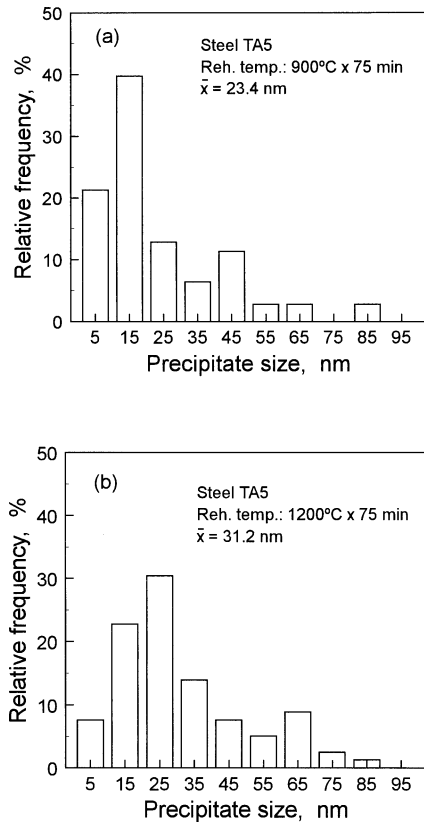 50
(a)
Steel TA5
Reh. temp.: 900ºC x 75 min
x̄ = 23.4 nm
40
30
20
10
0
Relative frequency, %
5 15 25 35 45 55 65 75 85 95
Precipitate size, nm
50
(b)
Steel TA5
Reh. temp.: 1200ºC x 75 min
x̄ = 31.2 nm
40
30
20
10
0
Relative frequency, %
5 15 25 35 45 55 65 75 85 95
Precipitate size, nm